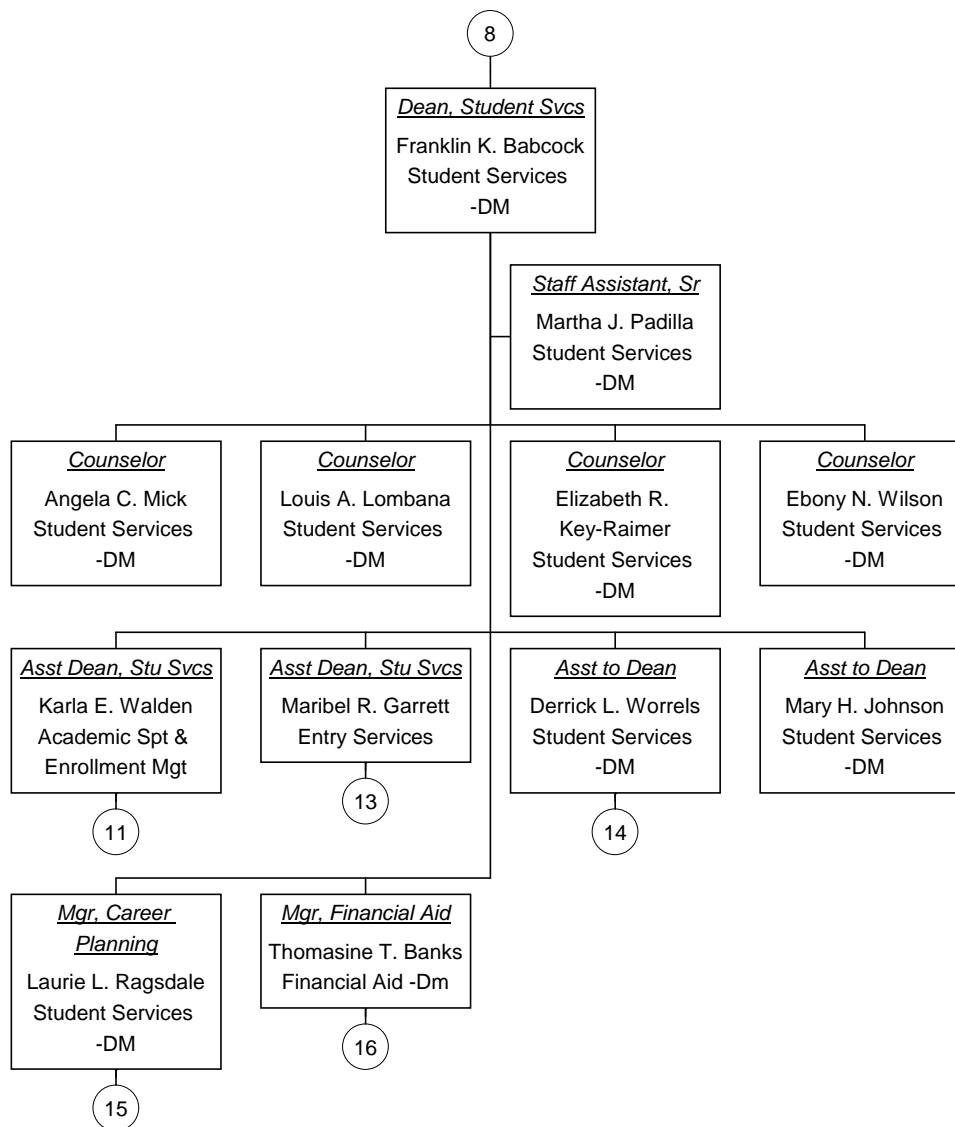 8
Dean, Student Svcs
Franklin K. Babcock
Student Services
-DM
Staff Assistant, Sr
Martha J. Padilla
Student Services
-DM
Counselor
Angela C. Mick
Student Services
-DM
Counselor
Louis A. Lombana
Student Services
-DM
Counselor
Elizabeth R.
Key-Raimer
Student Services
-DM
Counselor
Ebony N. Wilson
Student Services
-DM
Asst Dean, Stu Svcs
Karla E. Walden
Academic Spt &
Enrollment Mgt
11
Asst Dean, Stu Svcs
Maribel R. Garrett
Entry Services
13
Asst to Dean
Derrick L. Worrels
Student Services
-DM
14
Asst to Dean
Mary H. Johnson
Student Services
-DM
Mgr, Career
Planning
Laurie L. Ragsdale
Student Services
-DM
15
Mgr, Financial Aid
Thomasine T. Banks
Financial Aid -Dm
16